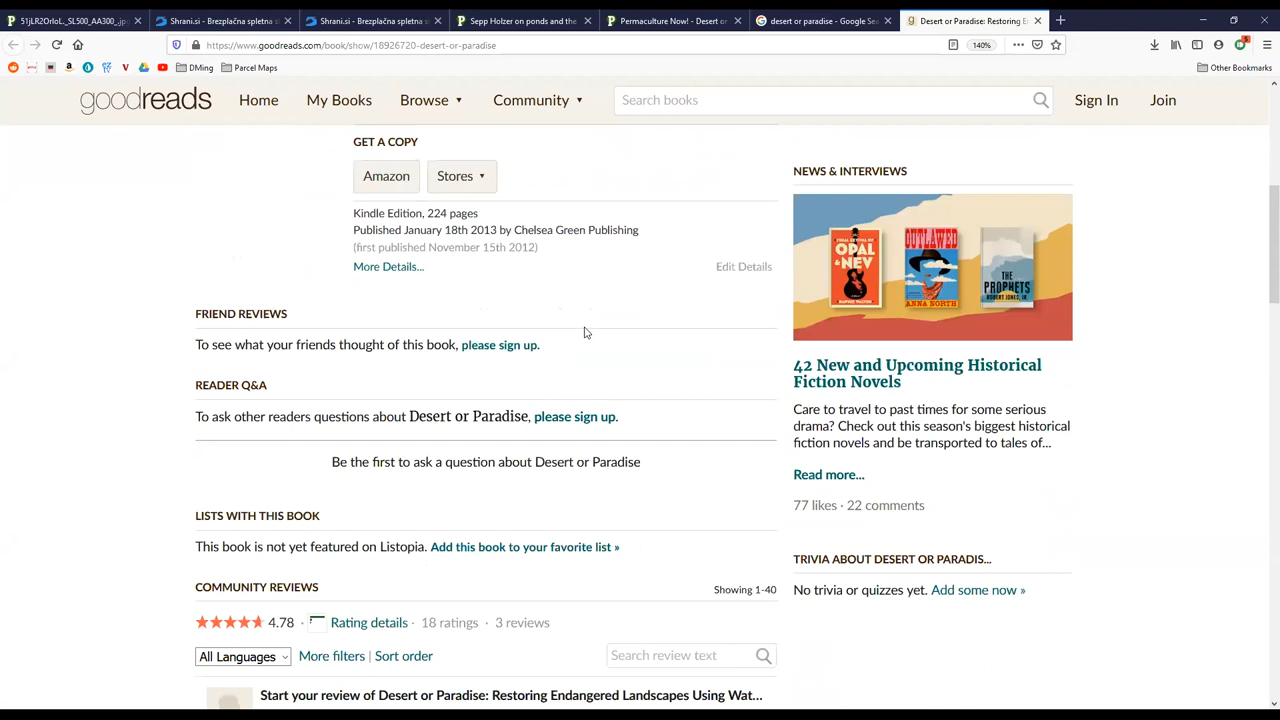 51jLR2OrIoL._SL500_AA300_.jpg
Shrani.si - Brezplačna spletna s
Shrani.si - Brezplačna spletna s
Sepp Holzer on ponds and the
Permaculture Now! - Desert or
desert or paradise - Google Sea
Desert or Paradise: Restoring E
https://www.goodreads.com/book/show/18926720-desert-or-paradise
140%
5
DMing
Parcel Maps
Other Bookmarks
goodreads
Home
My Books
Browse
Community
Search books
Sign In
Join
GET A COPY
Amazon
Stores
Kindle Edition, 224 pages
Published January 18th 2013 by Chelsea Green Publishing
(first published November 15th 2012)
More Details...
Edit Details
FRIEND REVIEWS
To see what your friends thought of this book, please sign up.
READER Q&A
To ask other readers questions about Desert or Paradise, please sign up.
Be the first to ask a question about Desert or Paradise
LISTS WITH THIS BOOK
This book is not yet featured on Listopia. Add this book to your favorite list »
COMMUNITY REVIEWS
Showing 1-40
4.78 · Rating details · 18 ratings · 3 reviews
All Languages
More filters | Sort order
Search review text
Start your review of Desert or Paradise: Restoring Endangered Landscapes Using Wat...
NEWS & INTERVIEWS
OPAL
& NEV
OUTLAWED
ANNA NORTH
THE
PROPHETS
ROBERT JONES, JR.
42 New and Upcoming Historical
Fiction Novels
Care to travel to past times for some serious
drama? Check out this season's biggest historical
fiction novels and be transported to tales of...
Read more...
77 likes · 22 comments
TRIVIA ABOUT DESERT OR PARADIS...
No trivia or quizzes yet. Add some now »